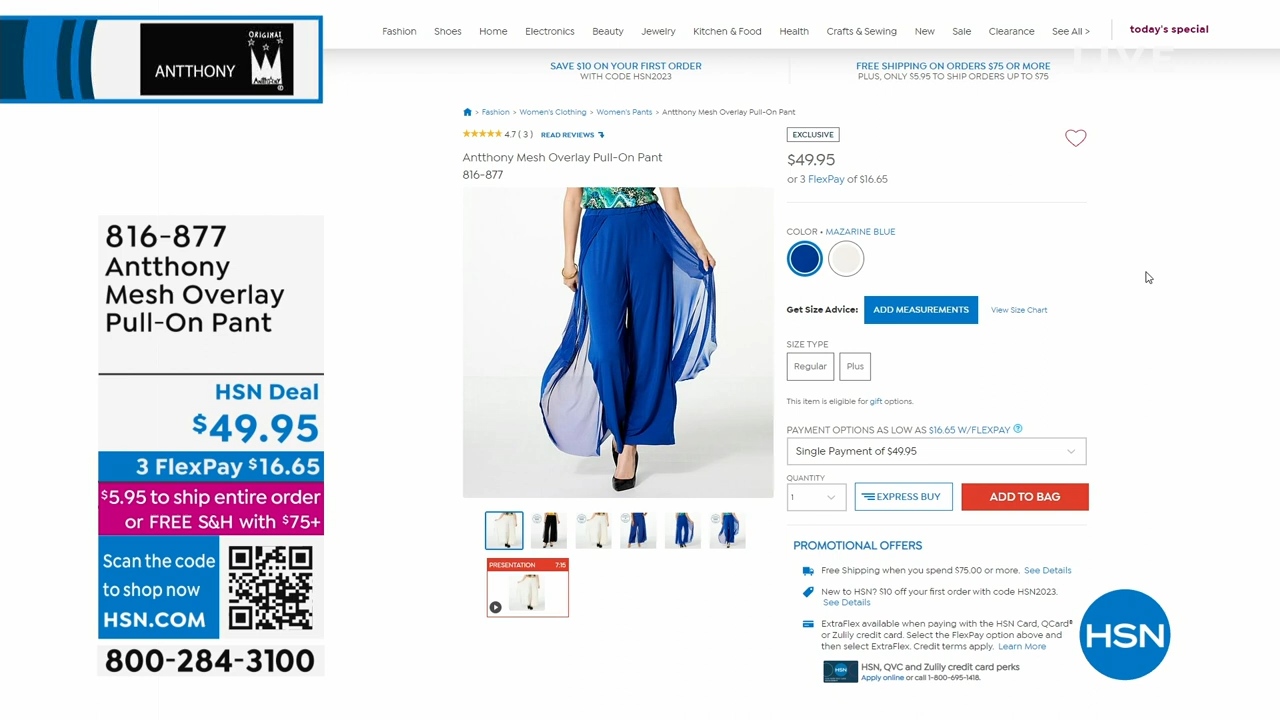 ANTTHONY
ORIGINAL
Fashion Shoes Home Electronics Beauty Jewelry Kitchen & Food Health Crafts & Sewing New Sale Clearance See All >
today's special
LIVE
SAVE $10 ON YOUR FIRST ORDER
WITH CODE HSN2023
FREE SHIPPING ON ORDERS $75 OR MORE
PLUS, ONLY $5.95 TO SHIP ORDERS UP TO $75
> Fashion > Women's Clothing > Women's Pants > Antthony Mesh Overlay Pull-On Pant
4.7 ( 3 ) READ REVIEWS
Antthony Mesh Overlay Pull-On Pant
816-877
EXCLUSIVE
$49.95
or 3 FlexPay of $16.65
COLOR • MAZARINE BLUE
Get Size Advice: ADD MEASUREMENTS View Size Chart
SIZE TYPE
Regular Plus
This item is eligible for gift options.
PAYMENT OPTIONS AS LOW AS $16.65 W/FLEXPAY ?
Single Payment of $49.95
QUANTITY
1
EXPRESS BUY
ADD TO BAG
PRESENTATION 7:15
PROMOTIONAL OFFERS
Free Shipping when you spend $75.00 or more. See Details
New to HSN? $10 off your first order with code HSN2023.
See Details
ExtraFlex available when paying with the HSN Card, QCard®
or Zulily credit card. Select the FlexPay option above and
then select ExtraFlex. Credit terms apply. Learn More
HSN, QVC and Zulily credit card perks
Apply online or call 1-800-695-1418.
816-877
Antthony
Mesh Overlay
Pull-On Pant
HSN Deal
$49.95
3 FlexPay $16.65
$5.95 to ship entire order
or FREE S&H with $75+
Scan the code
to shop now
HSN.COM
800-284-3100
HSN